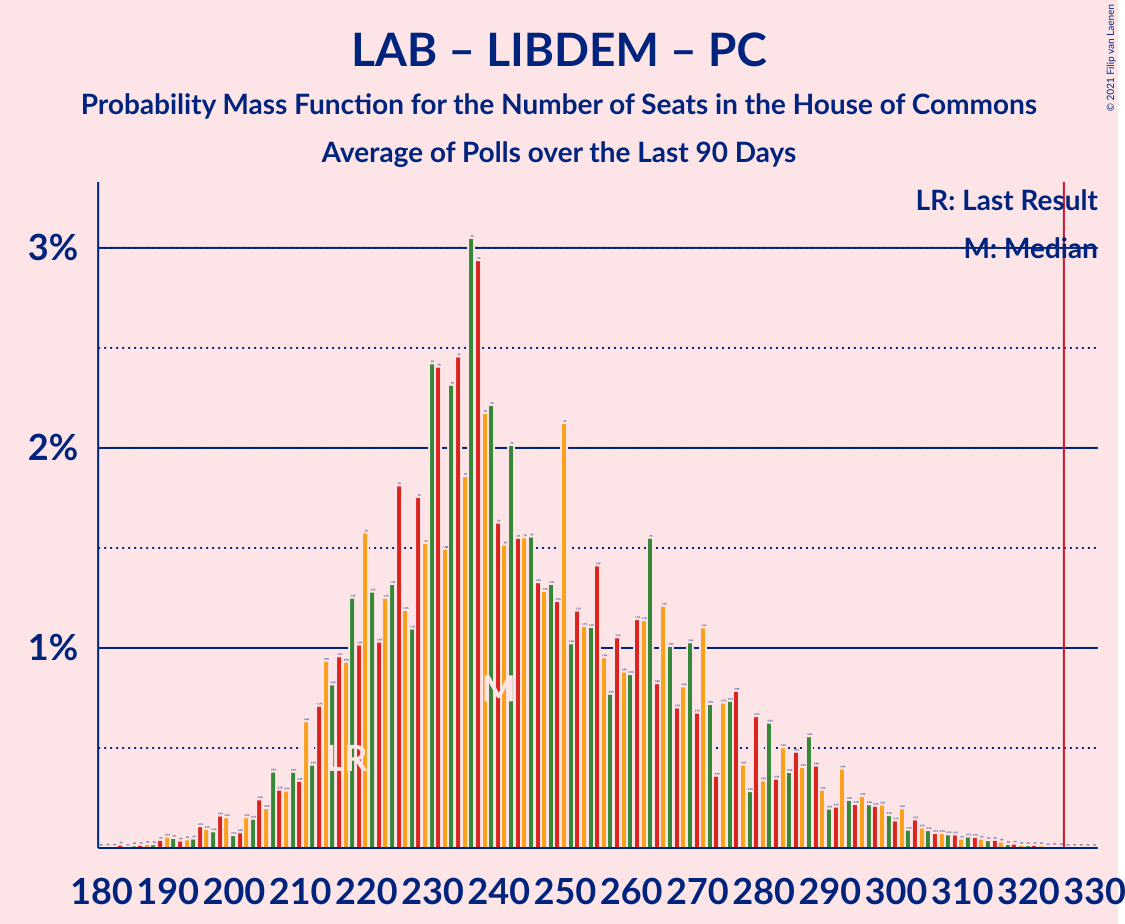 LAB – LIBDEM – PC
Probability Mass Function for the Number of Seats in the House of Commons
Average of Polls over the Last 90 Days
© 2021 Filip van Laenen
LR: Last Result
M: Median
3%
2%
1%
M
LR
180 190 200 210 220 230 240 250 260 270 280 290 300 310 320 330